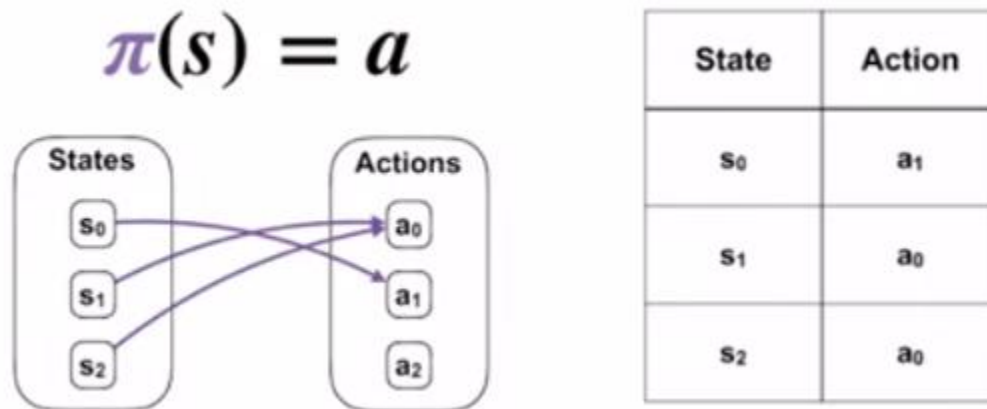 π(s) = a
States
s₀
s₁
s₂
Actions
a₀
a₁
a₂
State Action
s₀ a₁
s₁ a₀
s₂ a₀